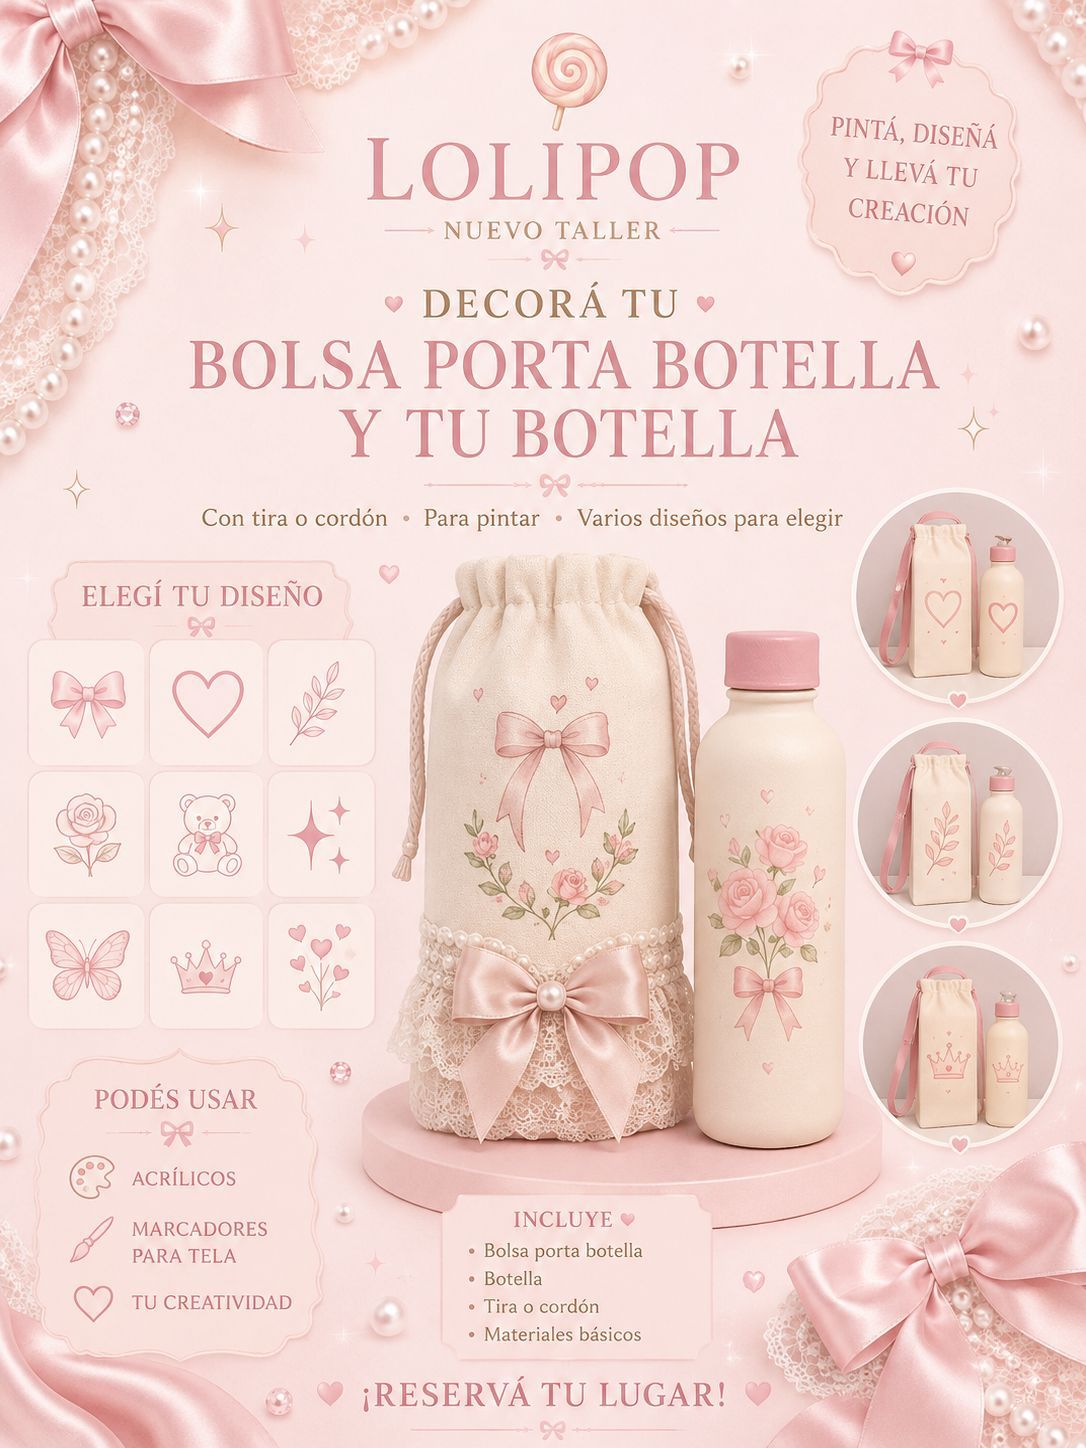 LOLIPOP
NUEVO TALLER
PINTÁ, DISEÑÁ
Y LLEVÁ TU
CREACIÓN
DECORÁ TU
BOLSA PORTA BOTELLA
Y TU BOTELLA
Con tira o cordón • Para pintar • Varios diseños para elegir
ELEGÍ TU DISEÑO
PODÉS USAR
ACRÍLICOS
MARCADORES
PARA TELA
TU CREATIVIDAD
INCLUYE
• Bolsa porta botella
• Botella
• Tira o cordón
• Materiales básicos
¡RESERVÁ TU LUGAR!